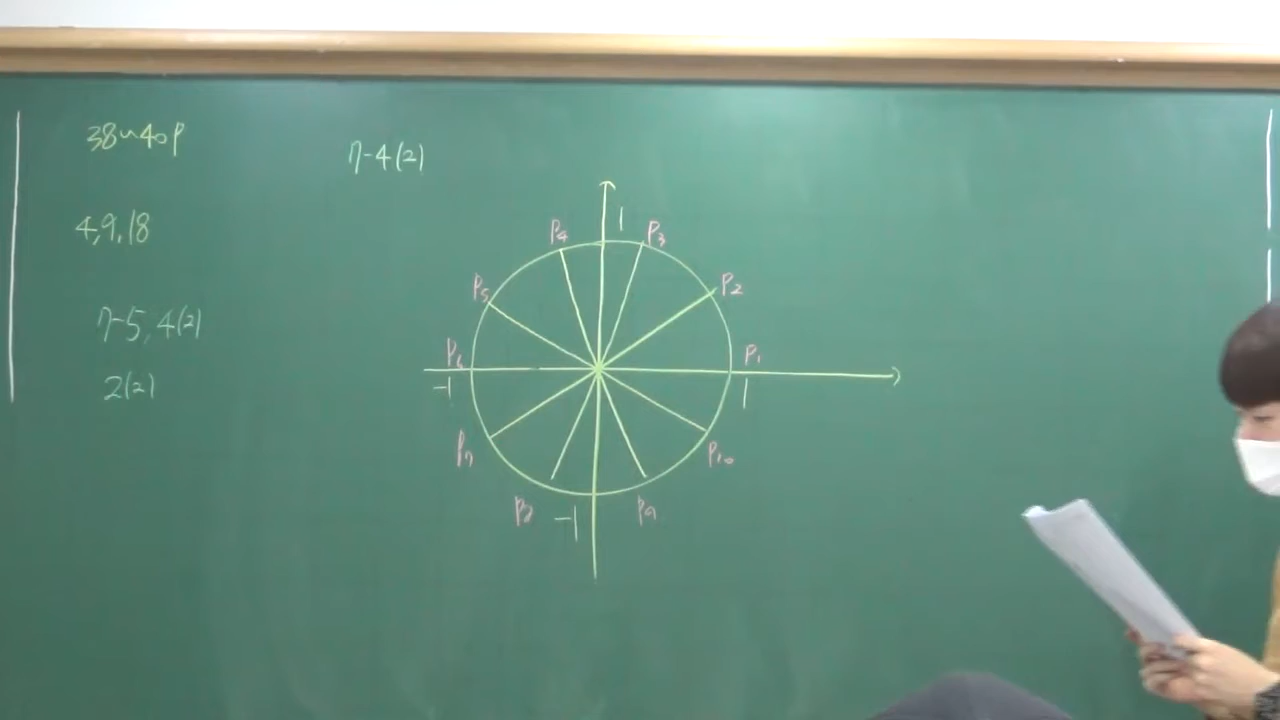 38~40p
4,9,18
7-5, 4(2)
2(2)
7-4(2)
1
P4 P3
P5 P2
P6 P1
-1 1
P7 P10
P8 -1 P9